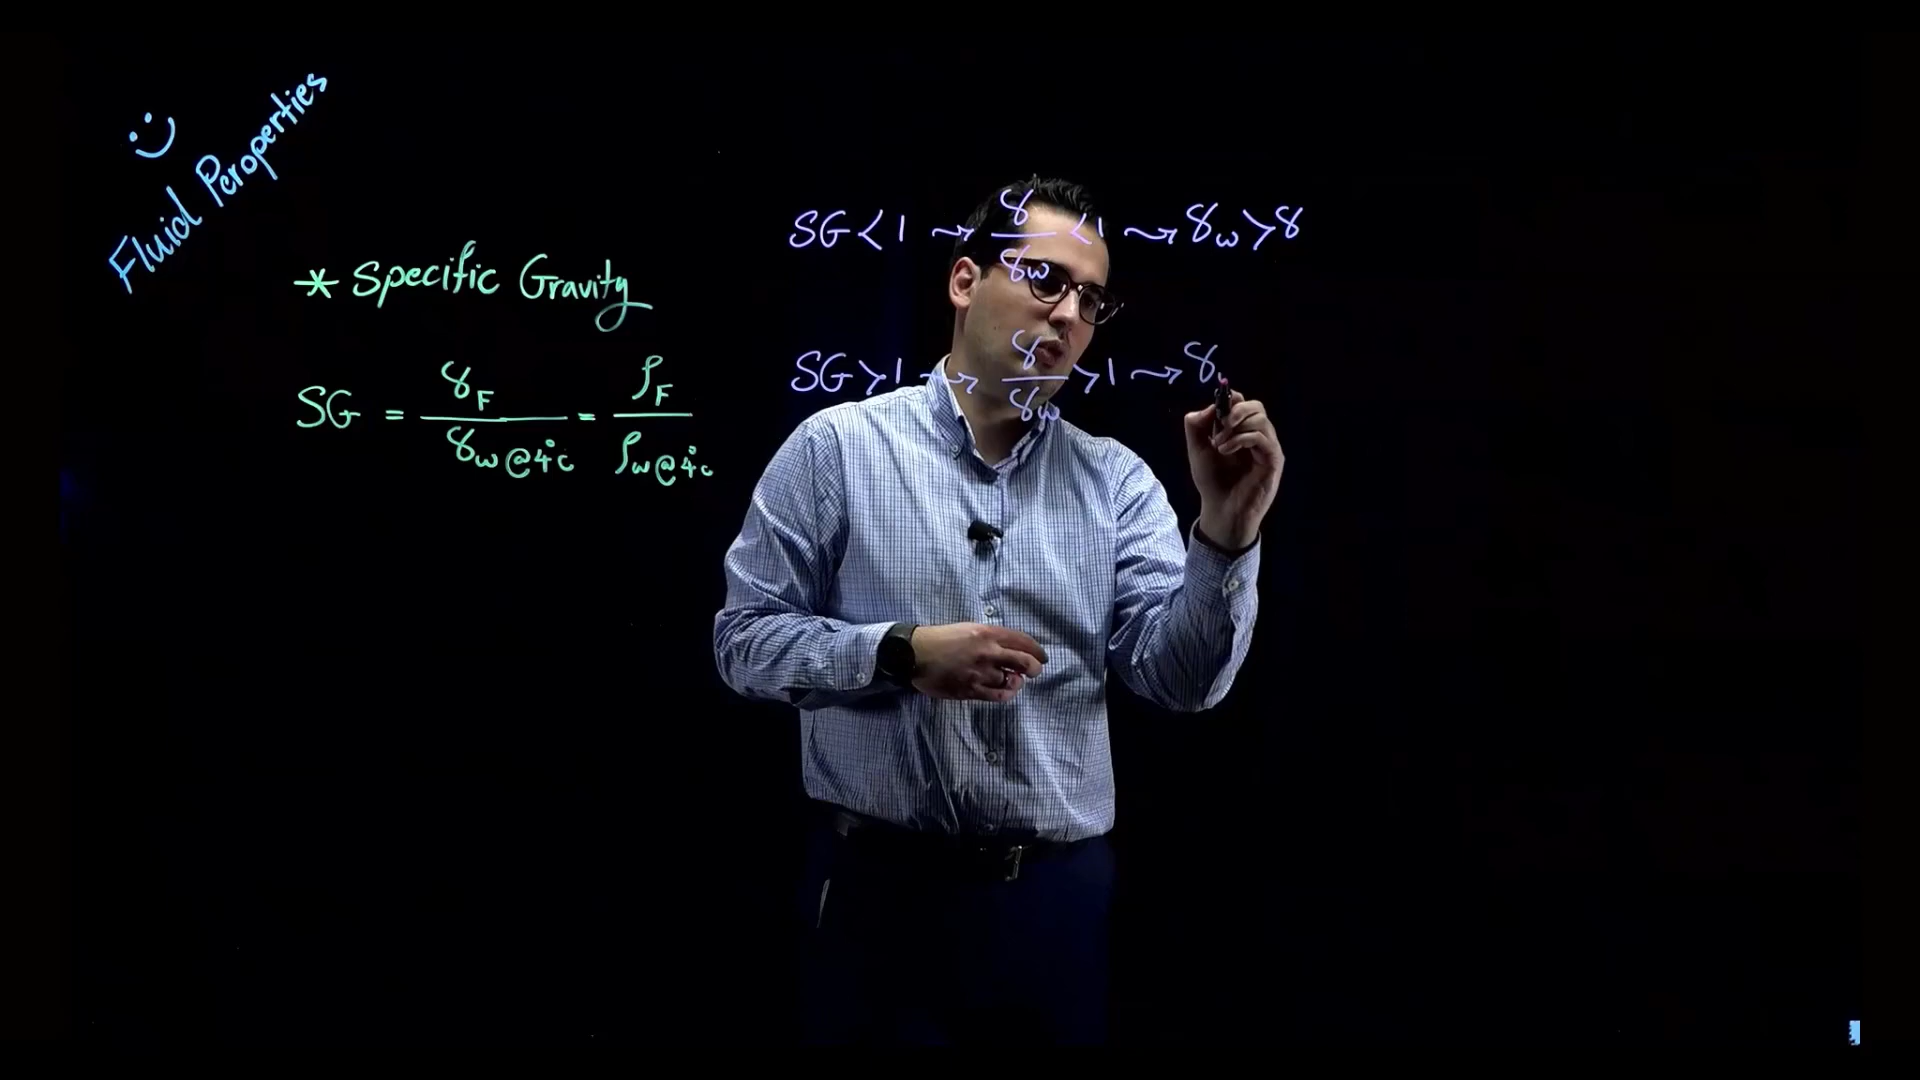 Fluid Peroperties
* Specific Gravity
SG = γF / γw@4°c = ρF / ρw@4°c
SG < 1 ⇝ γ / γw < 1 ⇝ γw > γ
SG > 1 ⇝ γ / γw > 1 ⇝ γ